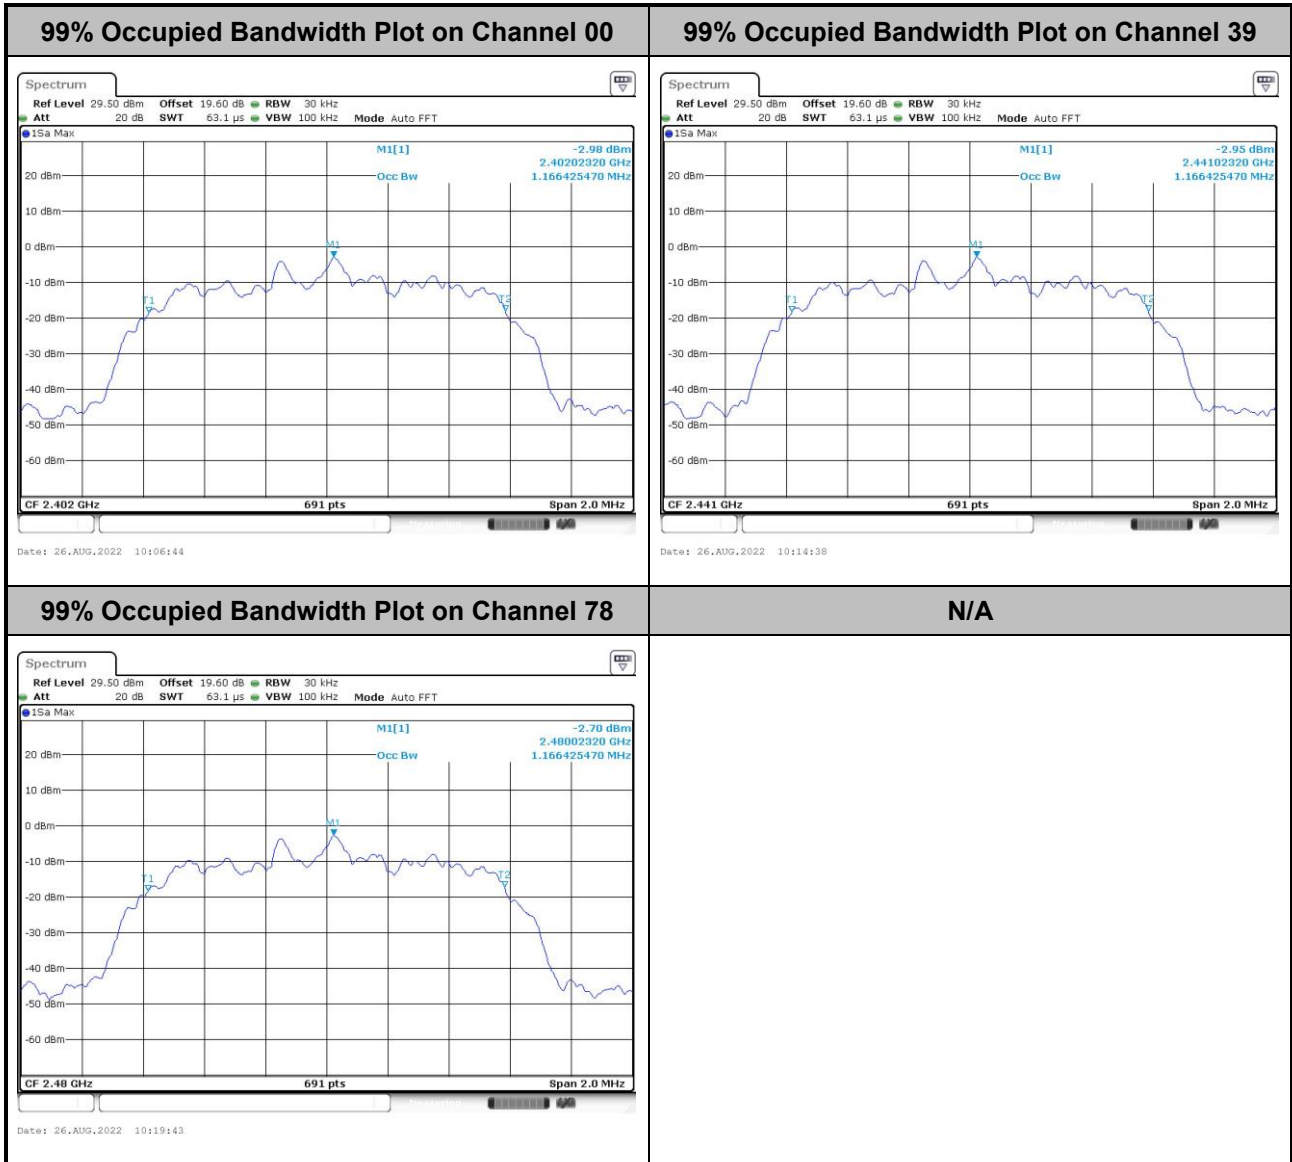 99% Occupied Bandwidth Plot on Channel 00
99% Occupied Bandwidth Plot on Channel 39
Spectrum
Ref Level 29.50 dBm Offset 19.60 dB RBW 30 kHz
Att 20 dB SWT 63.1 µs VBW 100 kHz Mode Auto FFT
1Sa Max
M1[1] -2.98 dBm
2.40202320 GHz
Occ Bw 1.166425470 MHz
20 dBm
10 dBm
0 dBm
M1
-10 dBm
T1
T2
-20 dBm
-30 dBm
-40 dBm
-50 dBm
-60 dBm
CF 2.402 GHz 691 pts Span 2.0 MHz
Date: 26.AUG.2022 10:06:44
Spectrum
Ref Level 29.50 dBm Offset 19.60 dB RBW 30 kHz
Att 20 dB SWT 63.1 µs VBW 100 kHz Mode Auto FFT
1Sa Max
M1[1] -2.95 dBm
2.44102320 GHz
Occ Bw 1.166425470 MHz
20 dBm
10 dBm
0 dBm
M1
-10 dBm
T1
T2
-20 dBm
-30 dBm
-40 dBm
-50 dBm
-60 dBm
CF 2.441 GHz 691 pts Span 2.0 MHz
Date: 26.AUG.2022 10:14:38
99% Occupied Bandwidth Plot on Channel 78
N/A
Spectrum
Ref Level 29.50 dBm Offset 19.60 dB RBW 30 kHz
Att 20 dB SWT 63.1 µs VBW 100 kHz Mode Auto FFT
1Sa Max
M1[1] -2.70 dBm
2.48002320 GHz
Occ Bw 1.166425470 MHz
20 dBm
10 dBm
0 dBm
M1
-10 dBm
T1
T2
-20 dBm
-30 dBm
-40 dBm
-50 dBm
-60 dBm
CF 2.48 GHz 691 pts Span 2.0 MHz
Date: 26.AUG.2022 10:19:43